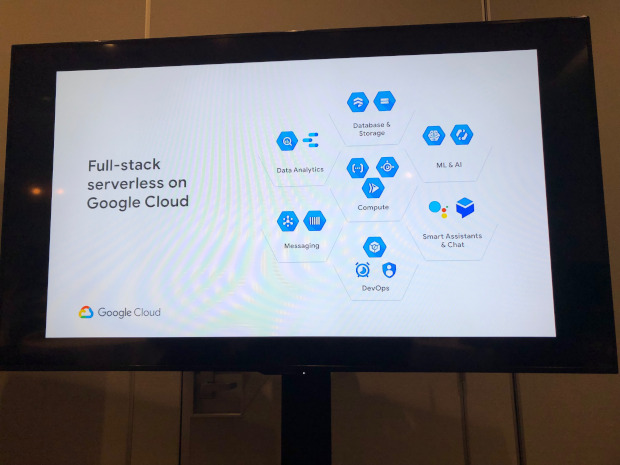 Full-stack
serverless on
Google Cloud
Database &
Storage
Data Analytics
ML & AI
Compute
Messaging
Smart Assistants
& Chat
DevOps
Google Cloud